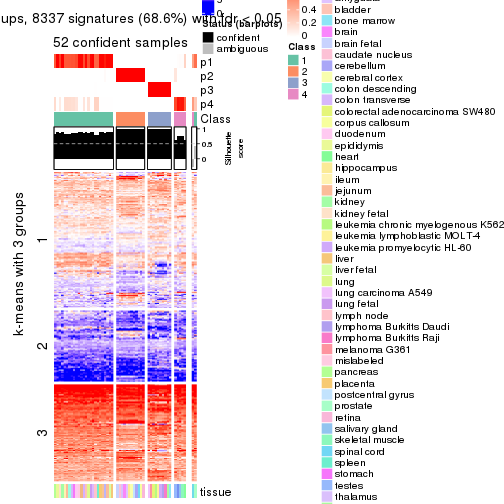 ups, 8337 signatures (68.6%) with fdr < 0.05
52 confident samples
p1
p2
p3
p4
Class
1
0.5
0
Silhouette
score
k-means with 3 groups
1
2
3
tissue
0
Status (barplots)
confident
ambiguous
0.4
0.2
0
Class
1
2
3
4
bladder
bone marrow
brain
brain fetal
caudate nucleus
cerebellum
cerebral cortex
colon descending
colon transverse
colorectal adenocarcinoma SW480
corpus callosum
duodenum
epididymis
heart
hippocampus
ileum
jejunum
kidney
kidney fetal
leukemia chronic myelogenous K562
leukemia lymphoblastic MOLT-4
leukemia promyelocytic HL-60
liver
liver fetal
lung
lung carcinoma A549
lung fetal
lymph node
lymphoma Burkitts Daudi
lymphoma Burkitts Raji
melanoma G361
mislabeled
pancreas
placenta
postcentral gyrus
prostate
retina
salivary gland
skeletal muscle
spinal cord
spleen
stomach
testes
thalamus